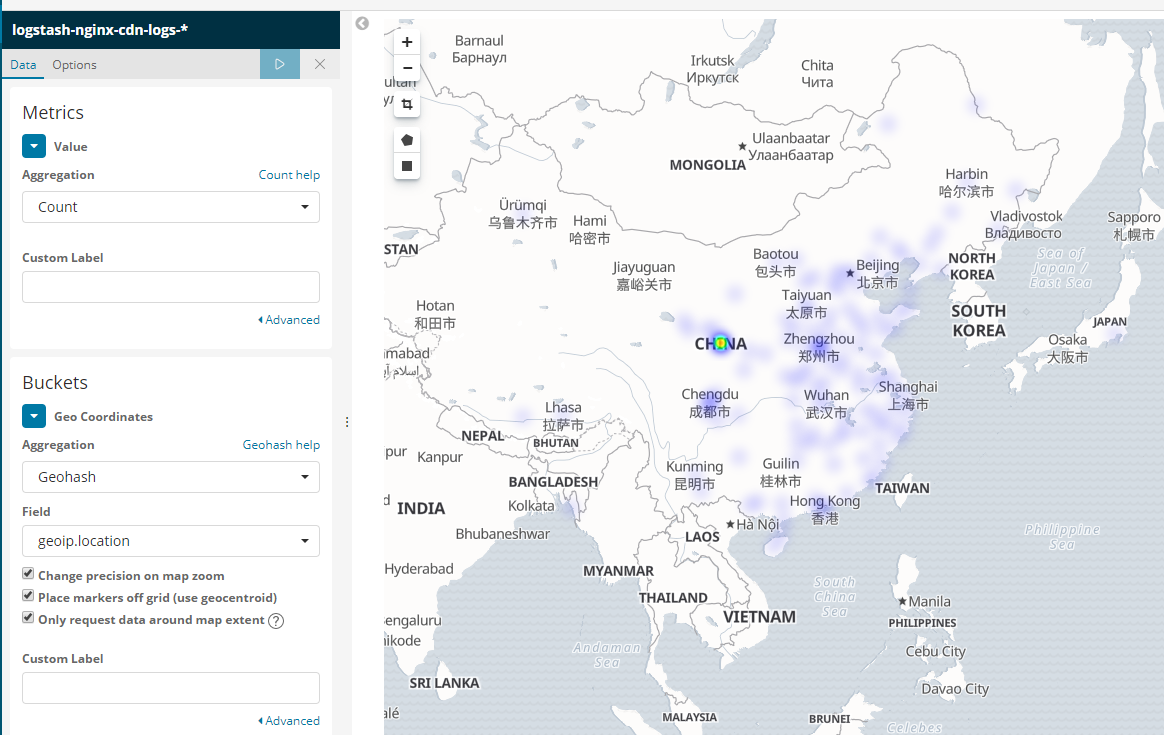 logstash-nginx-cdn-logs-*
Data
Options
Metrics
Value
Aggregation
Count help
Count
Custom Label
Advanced
Buckets
Geo Coordinates
Aggregation
Geohash help
Geohash
Field
geoip.location
Change precision on map zoom
Place markers off grid (use geocentroid)
Only request data around map extent
Custom Label
Advanced
+
−
Barnaul
Барнаул
Irkutsk
Иркутск
Chita
Чита
Ulaanbaatar
Улаанбаатар
MONGOLIA
Harbin
哈尔滨市
Vladivostok
Владивосток
Sapporo
札幌市
Ürümqi
乌鲁木齐市
Hami
哈密市
STAN
Jiayuguan
嘉峪关市
Baotou
包头市
Beijing
北京市
NORTH
KOREA
Sea of
Japan /
East Sea
Hotan
和田市
Taiyuan
太原市
SOUTH
KOREA
JAPAN
Osaka
大阪市
CHINA
Zhengzhou
郑州市
Chengdu
成都市
Wuhan
武汉市
Shanghai
上海市
Lhasa
拉萨市
NEPAL
BHUTAN
Kanpur
Kunming
昆明市
Guilin
桂林市
BANGLADESH
TAIWAN
INDIA
Kolkata
Hong Kong
香港
Hà Nội
Bhubaneshwar
LAOS
Philippine
Sea
Hyderabad
MYANMAR
THAILAND
South
China
Sea
Manila
PHILIPPINES
VIETNAM
engaluru
ikode
Andaman
Sea
Cebu City
SRI LANKA
Davao City
MALAYSIA
BRUNEI
Celebes